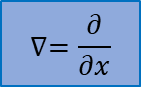 ∇= ∂/∂x